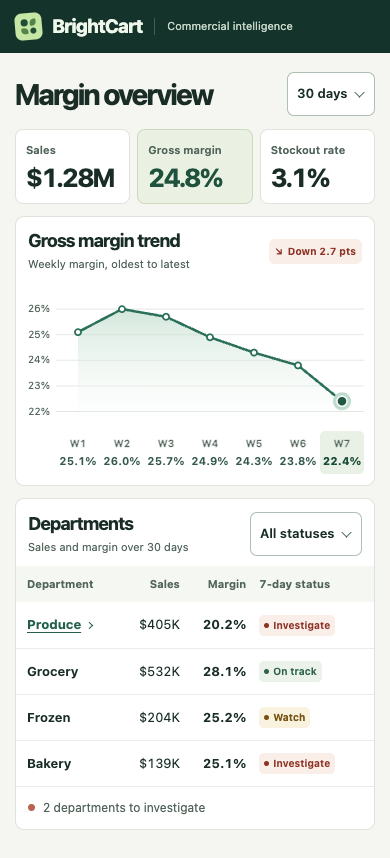 BrightCart
Commercial intelligence
Margin overview
30 days
Sales
$1.28M
Gross margin
24.8%
Stockout rate
3.1%
Gross margin trend
Weekly margin, oldest to latest
↘ Down 2.7 pts
26%
25%
24%
23%
22%
W1 W2 W3 W4 W5 W6 W7
25.1% 26.0% 25.7% 24.9% 24.3% 23.8% 22.4%
Departments
Sales and margin over 30 days
All statuses
Department Sales Margin 7-day status
Produce › $405K 20.2% Investigate
Grocery $532K 28.1% On track
Frozen $204K 25.2% Watch
Bakery $139K 25.1% Investigate
2 departments to investigate